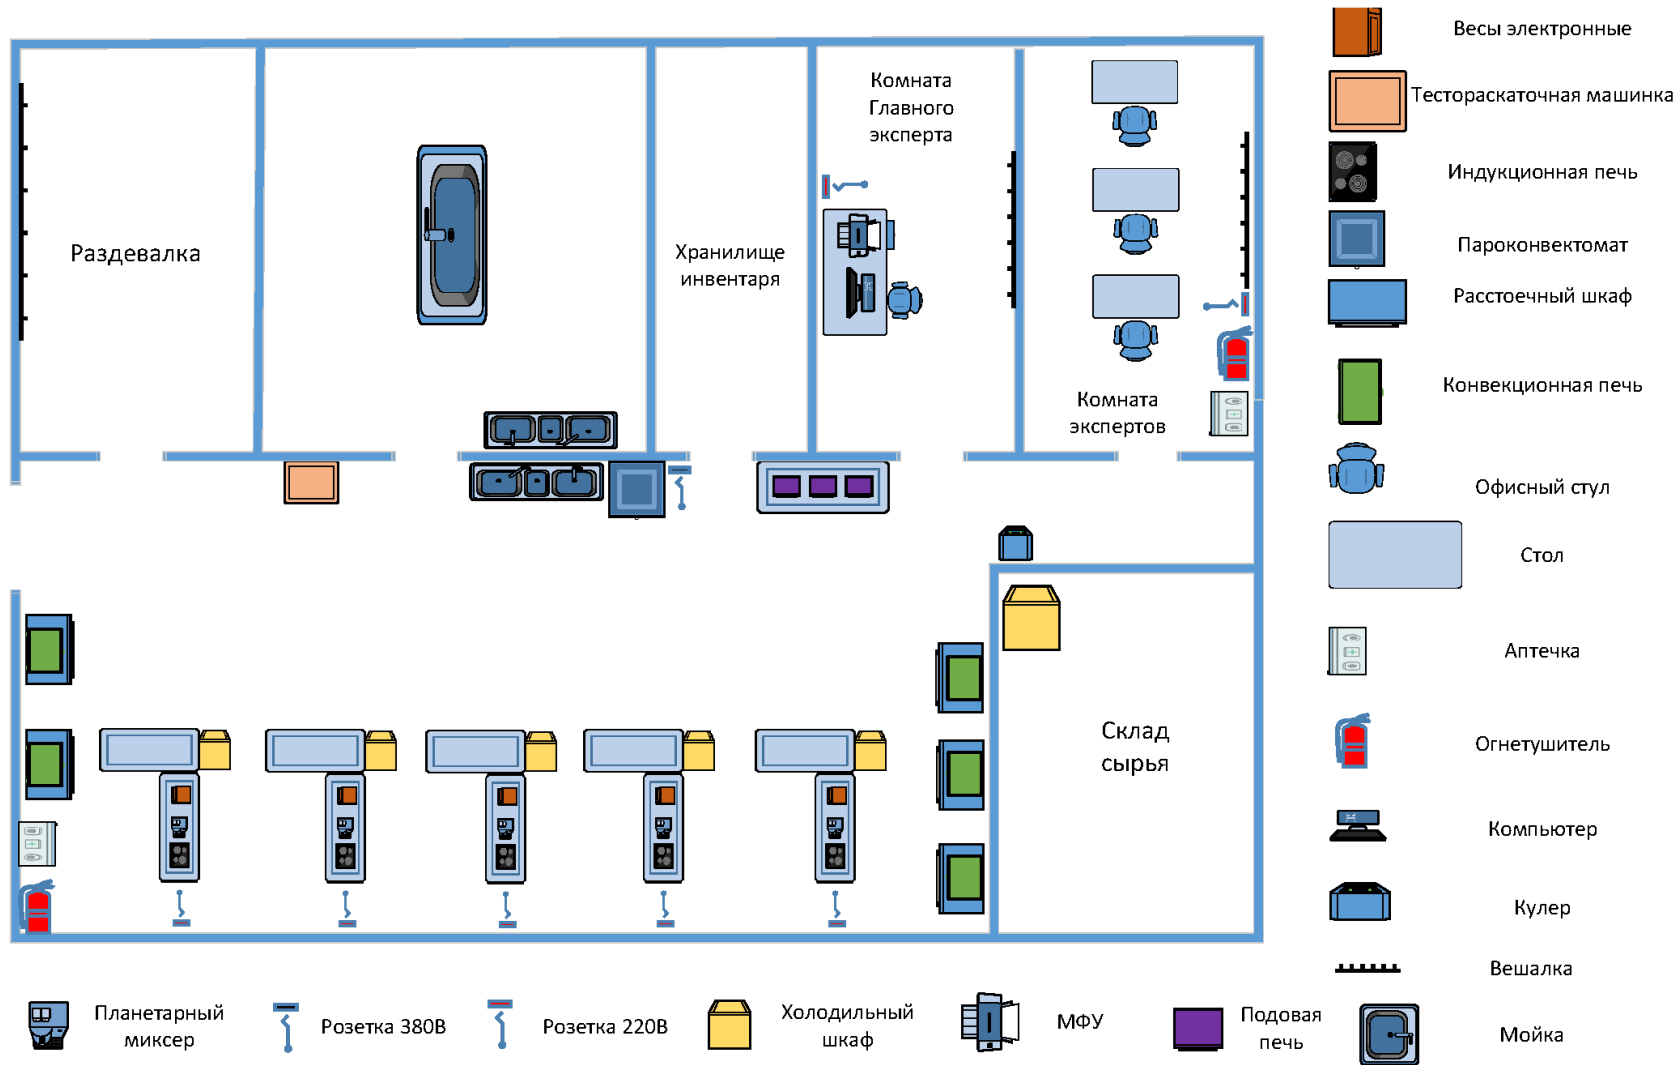 Весы электронные
Комната
Главного
эксперта
Тестораскаточная машинка
Индукционная печь
Раздевалка
Хранилище
инвентаря
Пароконвектомат
Расстоечный шкаф
Комната
экспертов
Конвекционная печь
Офисный стул
Стол
Аптечка
Склад
сырья
Огнетушитель
Компьютер
Кулер
Вешалка
Планетарный
миксер
Розетка 380В
Розетка 220В
Холодильный
шкаф
МФУ
Подовая
печь
Мойка